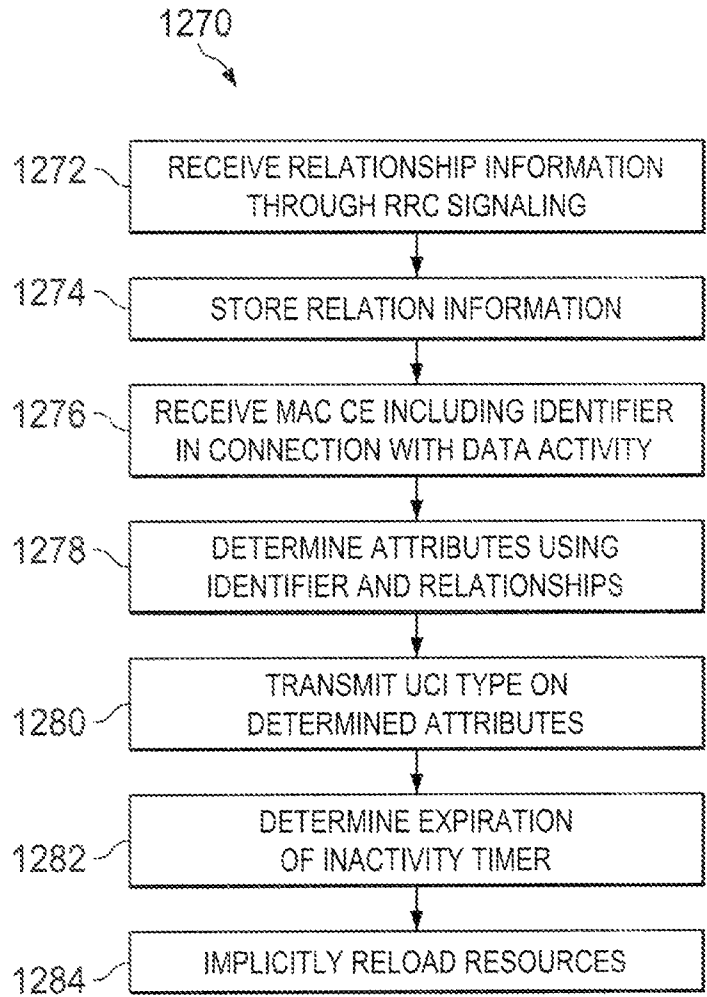 1270
1272
RECEIVE RELATIONSHIP INFORMATION
THROUGH RRC SIGNALING
1274
STORE RELATION INFORMATION
1276
RECEIVE MAC CE INCLUDING IDENTIFIER
IN CONNECTION WITH DATA ACTIVITY
1278
DETERMINE ATTRIBUTES USING
IDENTIFIER AND RELATIONSHIPS
1280
TRANSMIT UCI TYPE ON
DETERMINED ATTRIBUTES
1282
DETERMINE EXPIRATION
OF INACTIVITY TIMER
1284
IMPLICITLY RELOAD RESOURCES